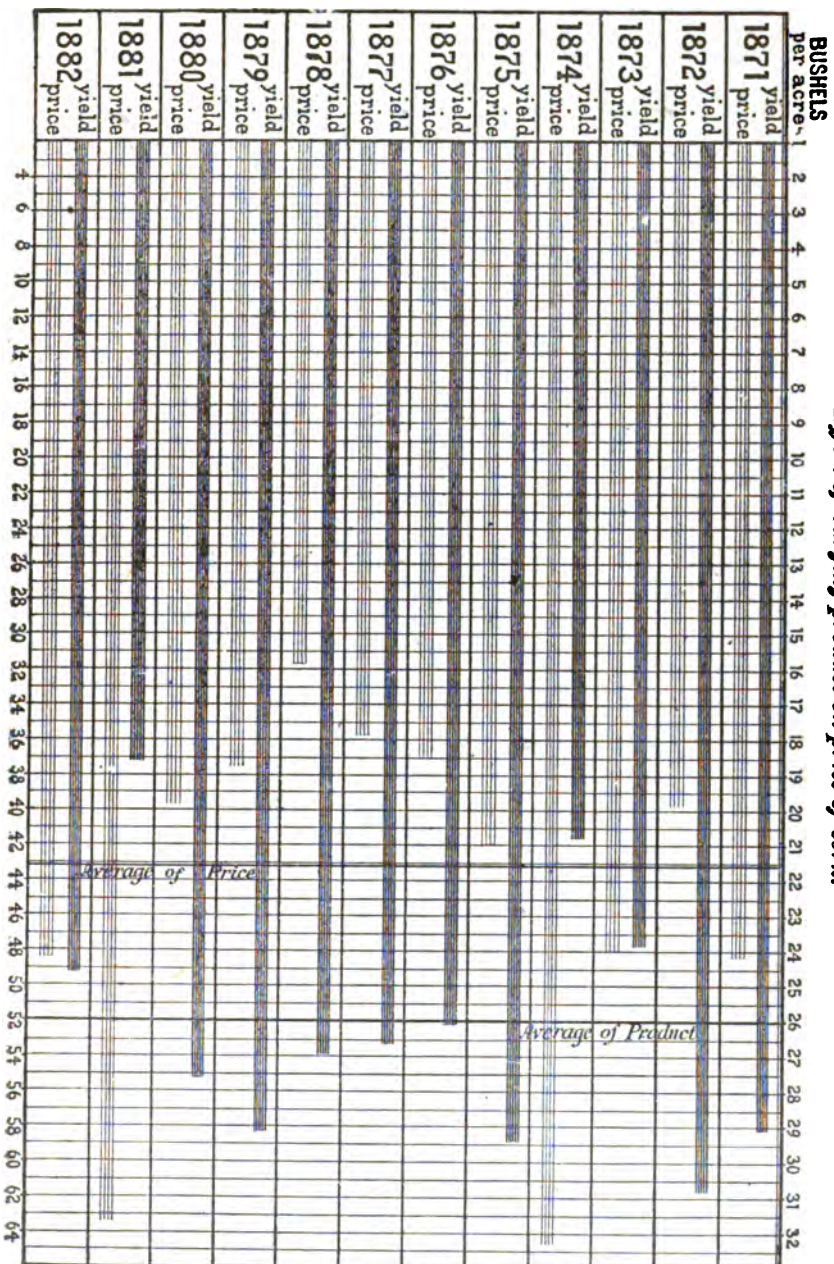 BUSHELS
per acre 1 2 3 4 5 6 7 8 9 10 11 12 13 14 15 16 17 18 19 20 21 22 23 24 25 26 27 28 29 30 31 32
1871 yield
price
1872 yield
price
1873 yield
price
1874 yield
price
1875 yield
price
1876 yield
price
1877 yield
price
1878 yield
price
1879 yield
price
1880 yield
price
1881 yield
price
1882 yield
price
Average of Product
Average of Price
4 6 8 10 12 14 16 18 20 22 24 26 28 30 32 34 36 38 40 42 44 46 48 50 52 54 56 58 60 62 64